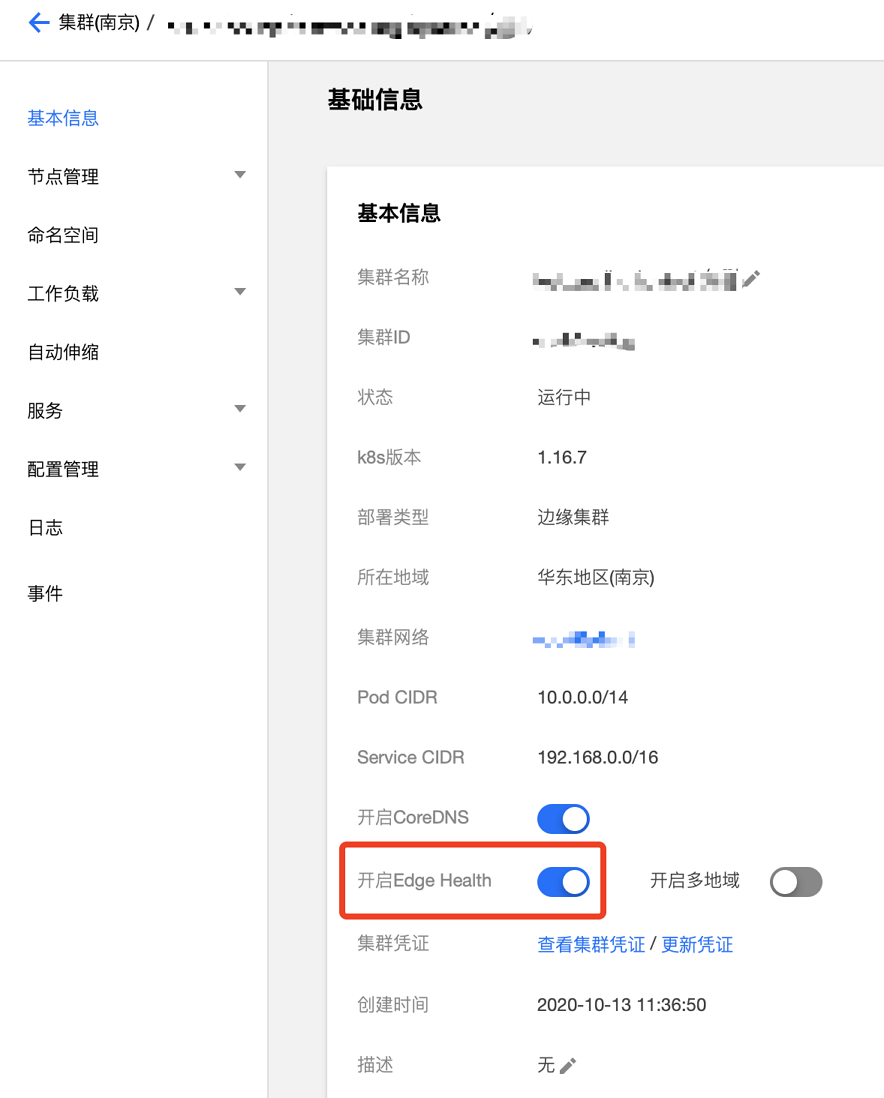 集群(南京) /
基本信息
节点管理
命名空间
工作负载
自动伸缩
服务
配置管理
日志
事件
基础信息
基本信息
集群名称
集群ID
状态 运行中
k8s版本 1.16.7
部署类型 边缘集群
所在地域 华东地区(南京)
集群网络
Pod CIDR 10.0.0.0/14
Service CIDR 192.168.0.0/16
开启CoreDNS
开启Edge Health 开启多地域
集群凭证 查看集群凭证 / 更新凭证
创建时间 2020-10-13 11:36:50
描述 无